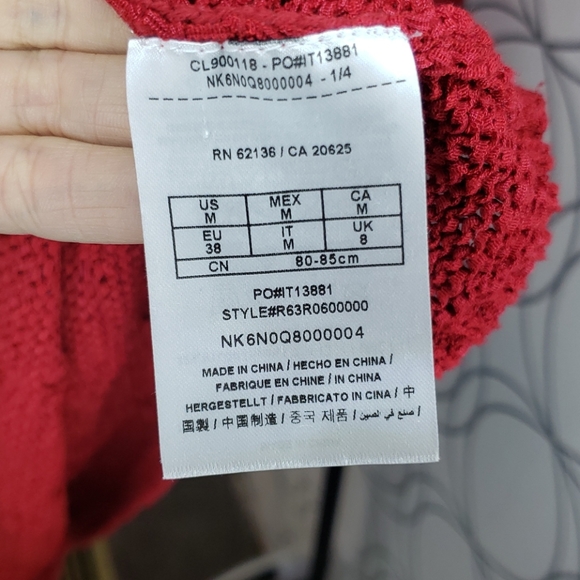 CL900118 - PO#IT13881
NK6N0Q8000004 - 1/4
RN 62136 / CA 20625
US M MEX M CA M
EU 38 IT M UK 8
CN 80-85cm
PO#IT13881
STYLE#R63R0600000
NK6N0Q8000004
MADE IN CHINA / HECHO EN CHINA /
FABRIQUE EN CHINE / IN CHINA
HERGESTELLT / FABBRICATO IN CINA / 中
国製 / 中国制造 / 중국 제품 / صنع في الصين /